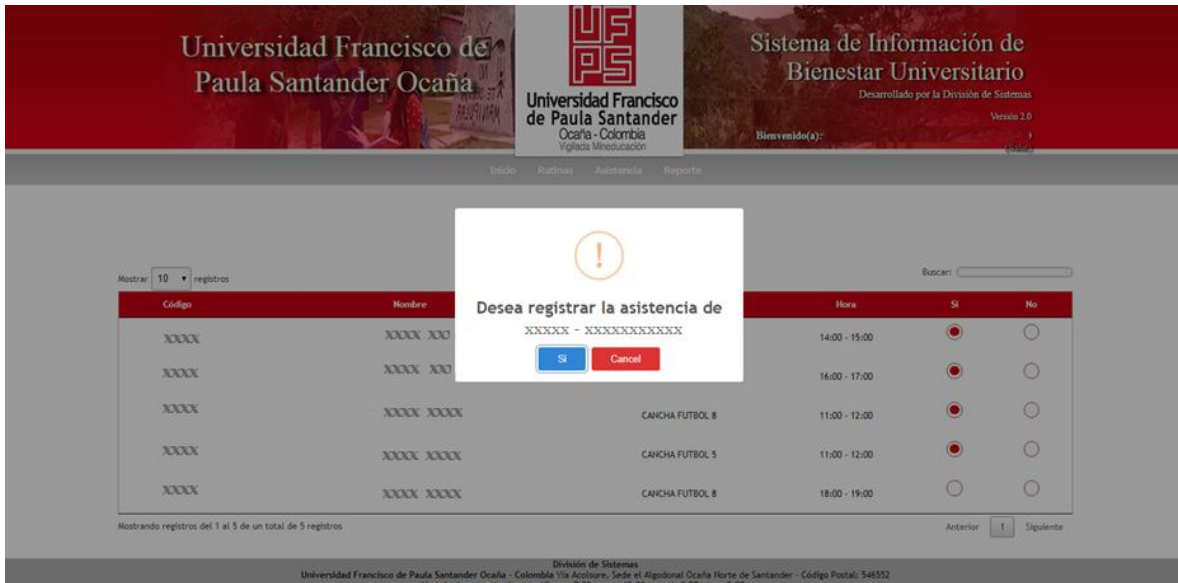 Universidad Francisco de
Paula Santander Ocaña
UFPS
Universidad Francisco
de Paula Santander
Ocaña - Colombia
Vigilada Mineducación
Sistema de Información de
Bienestar Universitario
Desarrollado por la División de Sistemas
Versión 2.0
Bienvenido(a):
(Salir)
Inicio Rutinas Asistencia Reporte
Mostrar 10 registros
Buscar:
Código Nombre Hora Si No
!
Desea registrar la asistencia de
XXXXX - XXXXXXXXXXX
Si Cancel
XXXX XXXX XXX 14:00 - 15:00
XXXX XXXX XXX 16:00 - 17:00
XXXX XXXX XXXX CANCHA FUTBOL 8 11:00 - 12:00
XXXX XXXX XXXX CANCHA FUTBOL 5 11:00 - 12:00
XXXX XXXX XXXX CANCHA FUTBOL 8 18:00 - 19:00
Mostrando registros del 1 al 5 de un total de 5 registros
Anterior 1 Siguiente
División de Sistemas
Universidad Francisco de Paula Santander Ocaña - Colombia Vía Acolsure, Sede el Algodonal Ocaña Norte de Santander - Código Postal: 546552